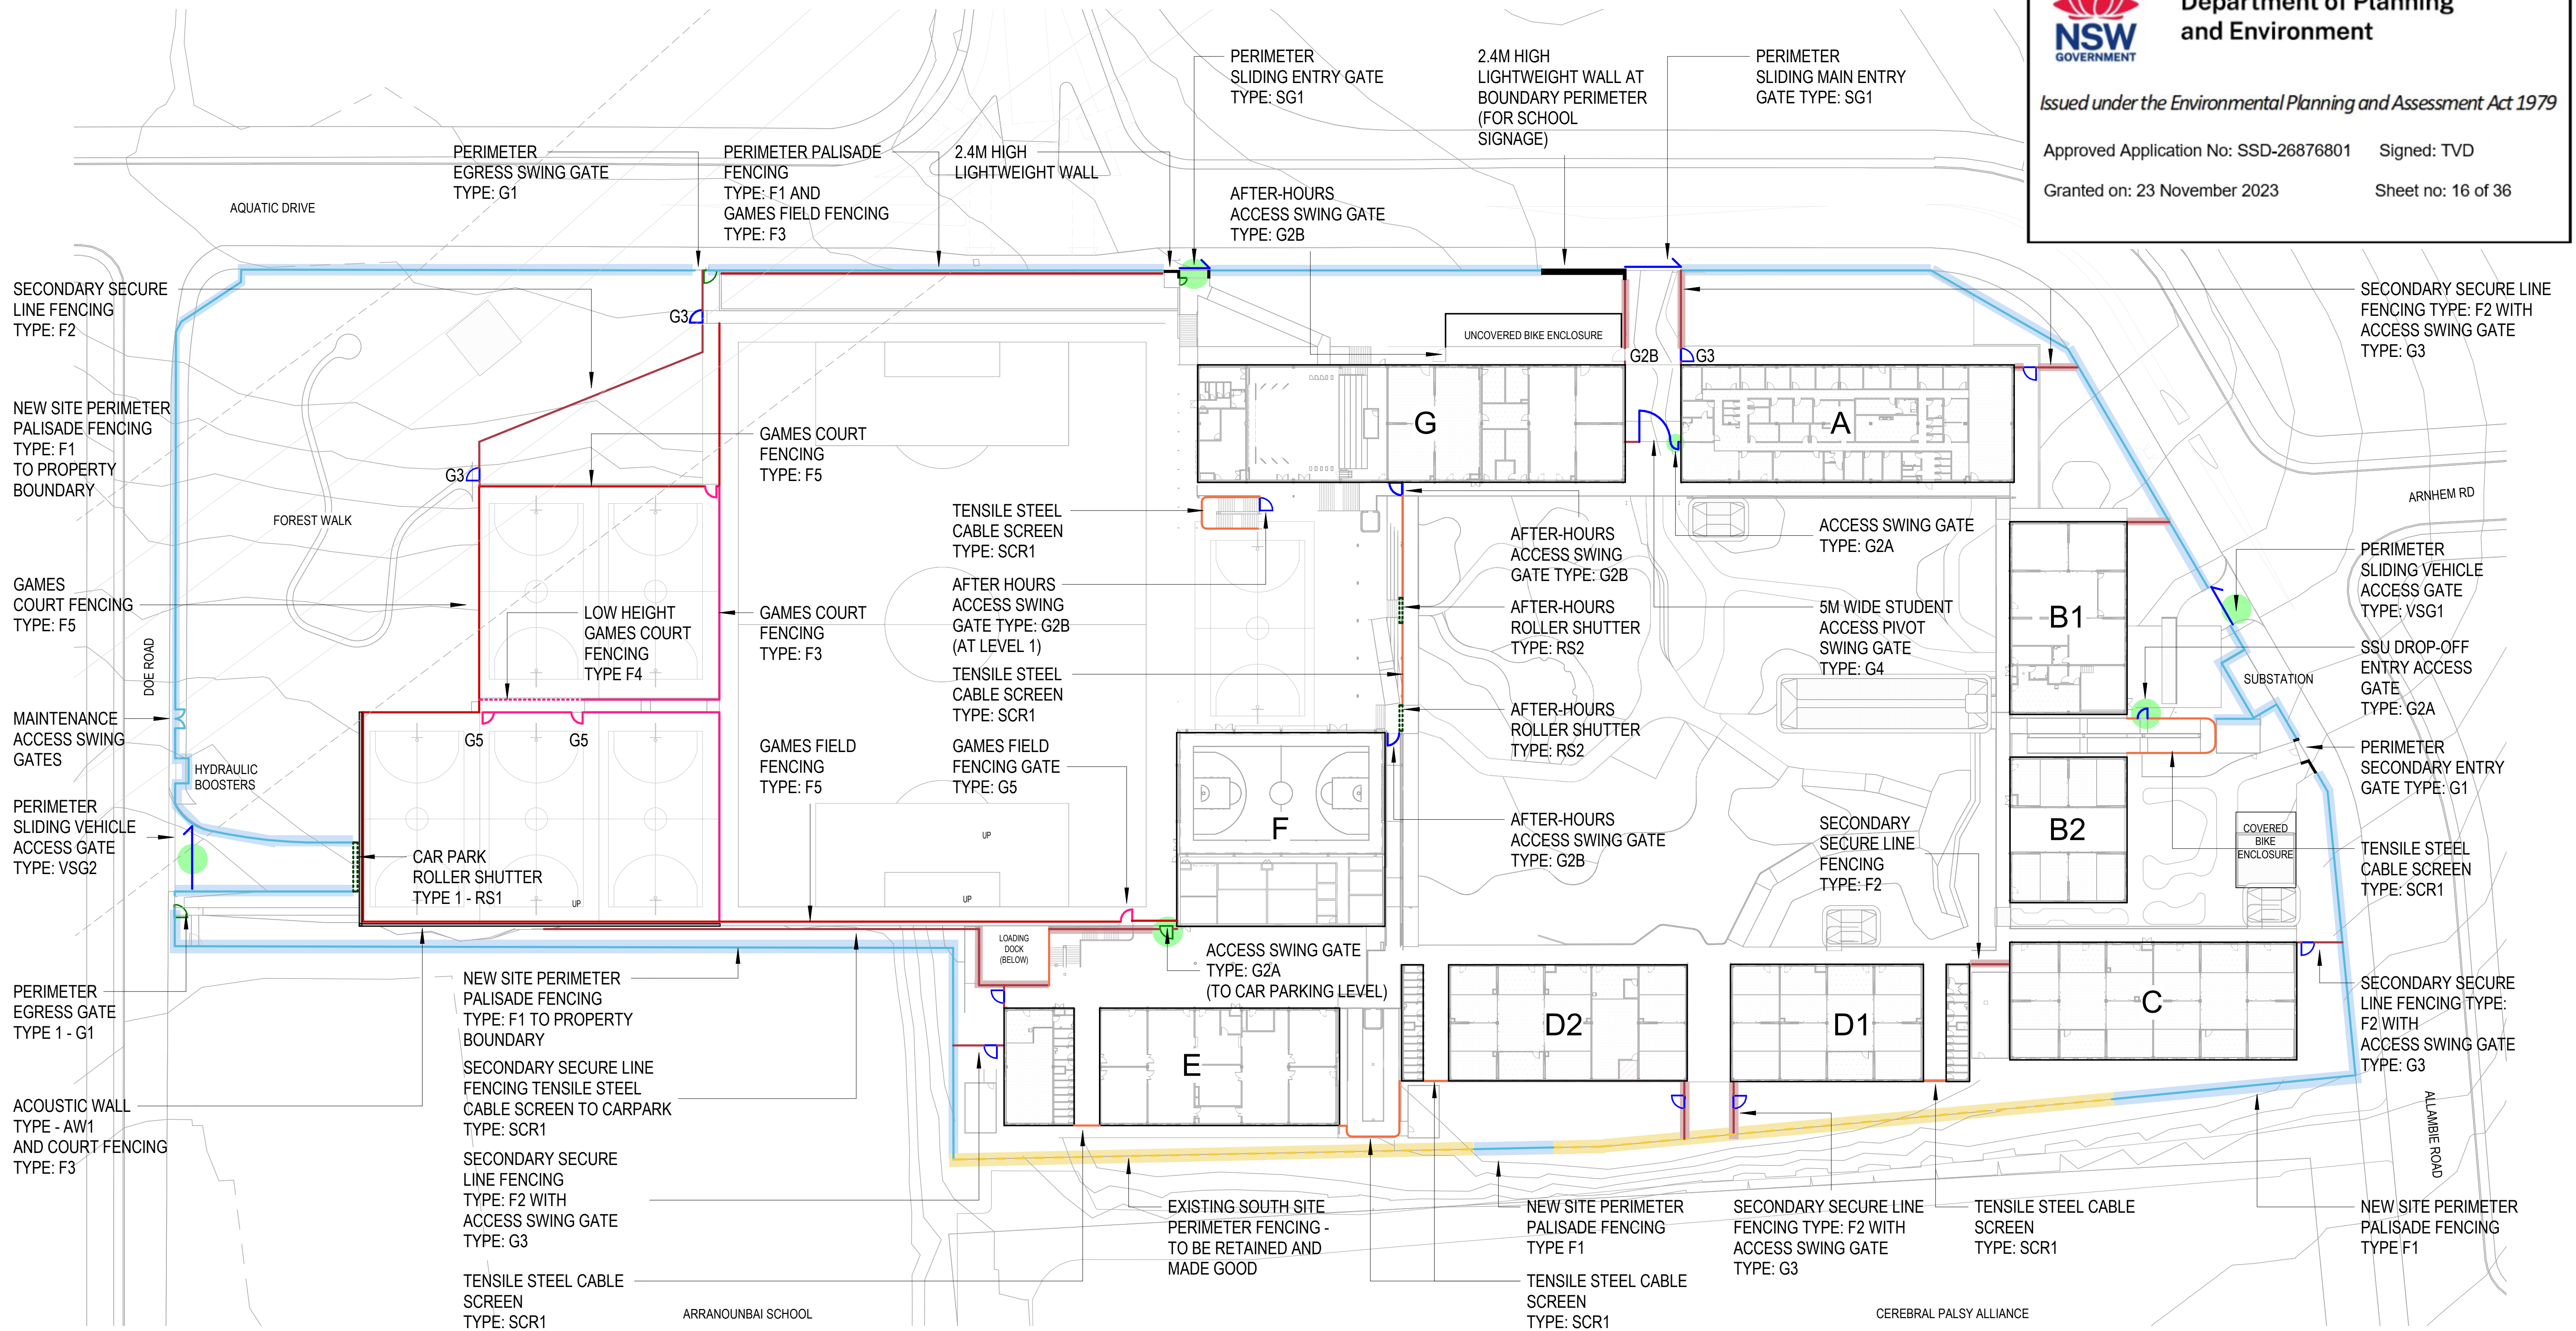 Department of Planning
and Environment
NSW
GOVERNMENT
Issued under the Environmental Planning and Assessment Act 1979
Approved Application No: SSD-26876801 Signed: TVD
Granted on: 23 November 2023 Sheet no: 16 of 36
PERIMETER
SLIDING ENTRY GATE
TYPE: SG1
2.4M HIGH
LIGHTWEIGHT WALL AT
BOUNDARY PERIMETER
(FOR SCHOOL
SIGNAGE)
PERIMETER
SLIDING MAIN ENTRY
GATE TYPE: SG1
PERIMETER
EGRESS SWING GATE
TYPE: G1
PERIMETER PALISADE
FENCING
TYPE: F1 AND
GAMES FIELD FENCING
TYPE: F3
2.4M HIGH
LIGHTWEIGHT WALL
AFTER-HOURS
ACCESS SWING GATE
TYPE: G2B
AQUATIC DRIVE
SECONDARY SECURE
LINE FENCING
TYPE: F2
NEW SITE PERIMETER
PALISADE FENCING
TYPE: F1
TO PROPERTY
BOUNDARY
GAMES
COURT FENCING
TYPE: F5
DOE ROAD
MAINTENANCE
ACCESS SWING
GATES
HYDRAULIC
BOOSTERS
PERIMETER
SLIDING VEHICLE
ACCESS GATE
TYPE: VSG2
PERIMETER
EGRESS GATE
TYPE 1 - G1
ACOUSTIC WALL
TYPE - AW1
AND COURT FENCING
TYPE: F3
G3
G3
FOREST WALK
LOW HEIGHT
GAMES COURT
FENCING
TYPE F4
G5
G5
CAR PARK
ROLLER SHUTTER
TYPE 1 - RS1
UP
GAMES COURT
FENCING
TYPE: F5
GAMES COURT
FENCING
TYPE: F3
GAMES FIELD
FENCING
TYPE: F5
TENSILE STEEL
CABLE SCREEN
TYPE: SCR1
AFTER HOURS
ACCESS SWING
GATE TYPE: G2B
(AT LEVEL 1)
TENSILE STEEL
CABLE SCREEN
TYPE: SCR1
GAMES FIELD
FENCING GATE
TYPE: G5
UP
UP
UNCOVERED BIKE ENCLOSURE
G2B
G3
G
A
AFTER-HOURS
ACCESS SWING
GATE TYPE: G2B
AFTER-HOURS
ROLLER SHUTTER
TYPE: RS2
AFTER-HOURS
ROLLER SHUTTER
TYPE: RS2
AFTER-HOURS
ACCESS SWING GATE
TYPE: G2B
ACCESS SWING GATE
TYPE: G2A
5M WIDE STUDENT
ACCESS PIVOT
SWING GATE
TYPE: G4
SECONDARY
SECURE LINE
FENCING
TYPE: F2
F
B1
B2
COVERED
BIKE
ENCLOSURE
SECONDARY SECURE LINE
FENCING TYPE: F2 WITH
ACCESS SWING GATE
TYPE: G3
ARNHEM RD
PERIMETER
SLIDING VEHICLE
ACCESS GATE
TYPE: VSG1
SSU DROP-OFF
ENTRY ACCESS
GATE
TYPE: G2A
SUBSTATION
PERIMETER
SECONDARY ENTRY
GATE TYPE: G1
TENSILE STEEL
CABLE SCREEN
TYPE: SCR1
SECONDARY SECURE
LINE FENCING TYPE:
F2 WITH
ACCESS SWING GATE
TYPE: G3
ALLAMBIE ROAD
LOADING
DOCK
(BELOW)
ACCESS SWING GATE
TYPE: G2A
(TO CAR PARKING LEVEL)
E
D2
D1
C
NEW SITE PERIMETER
PALISADE FENCING
TYPE: F1 TO PROPERTY
BOUNDARY
SECONDARY SECURE LINE
FENCING TENSILE STEEL
CABLE SCREEN TO CARPARK
TYPE: SCR1
SECONDARY SECURE
LINE FENCING
TYPE: F2 WITH
ACCESS SWING GATE
TYPE: G3
TENSILE STEEL CABLE
SCREEN
TYPE: SCR1
ARRANOUNBAI SCHOOL
EXISTING SOUTH SITE
PERIMETER FENCING -
TO BE RETAINED AND
MADE GOOD
NEW SITE PERIMETER
PALISADE FENCING
TYPE F1
TENSILE STEEL CABLE
SCREEN
TYPE: SCR1
SECONDARY SECURE LINE
FENCING TYPE: F2 WITH
ACCESS SWING GATE
TYPE: G3
TENSILE STEEL CABLE
SCREEN
TYPE: SCR1
NEW SITE PERIMETER
PALISADE FENCING
TYPE F1
CEREBRAL PALSY ALLIANCE